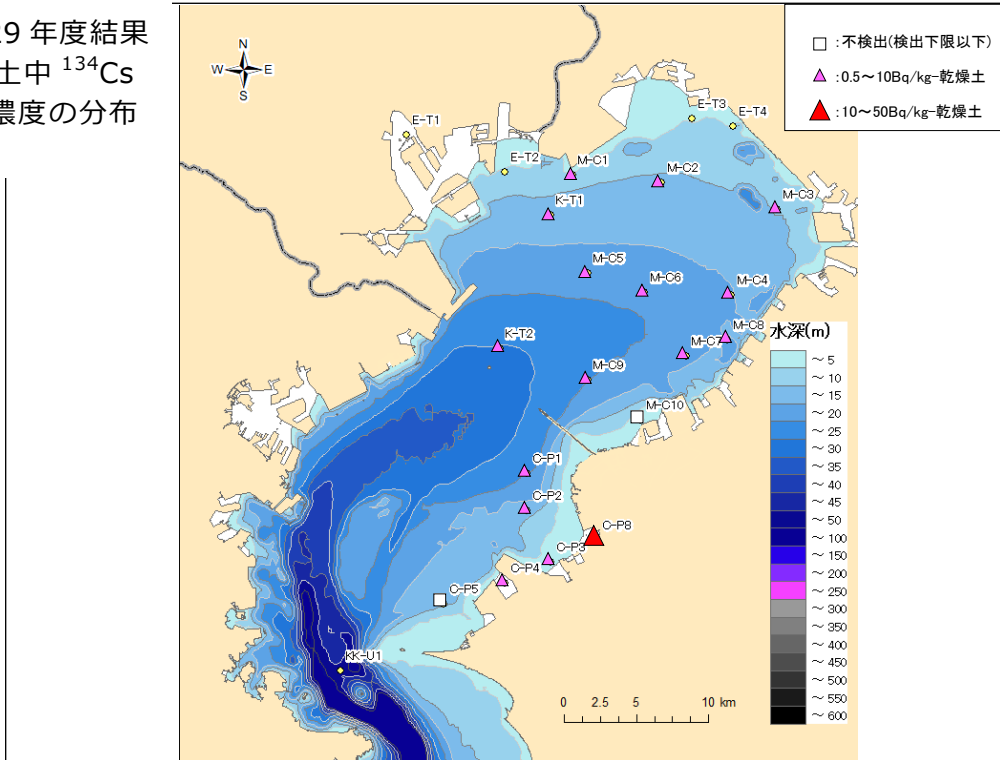 29 年度結果
土中 ¹³⁴Cs
濃度の分布
N
W E
S
□ :不検出(検出下限以下)
▲ :0.5～10Bq/kg-乾燥土
▲ :10～50Bq/kg-乾燥土
E-T3
E-T4
E-T1
E-T2
M-C1
M-C2
M-C3
K-T1
M-C5
M-C6
M-C4
M-C8
M-C7
K-T2
M-C9
M-C10
C-P1
C-P2
C-P8
C-P3
C-P4
C-P5
KK-U1
水深(m)
～ 5
～ 10
～ 15
～ 20
～ 25
～ 30
～ 35
～ 40
～ 45
～ 50
～ 100
～ 150
～ 200
～ 250
～ 300
～ 350
～ 400
～ 450
～ 500
～ 550
～ 600
0 2.5 5 10 km